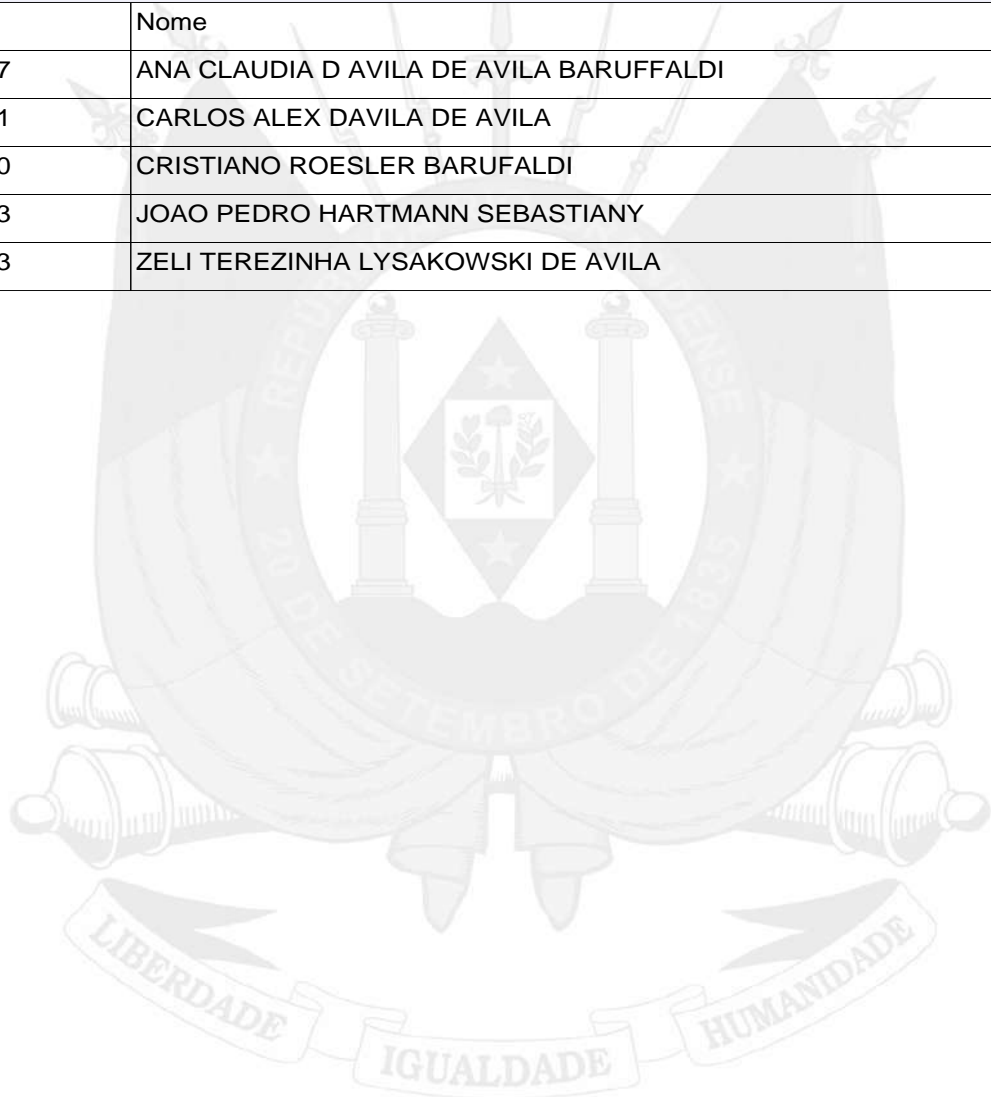 Nome
7 ANA CLAUDIA D AVILA DE AVILA BARUFFALDI
1 CARLOS ALEX DAVILA DE AVILA
0 CRISTIANO ROESLER BARUFALDI
3 JOAO PEDRO HARTMANN SEBASTIANY
3 ZELI TEREZINHA LYSAKOWSKI DE AVILA
REPUBLICA RIO GRANDENSE
20 DE SETEMBRO DE 1835
LIBERDADE IGUALDADE HUMANIDADE